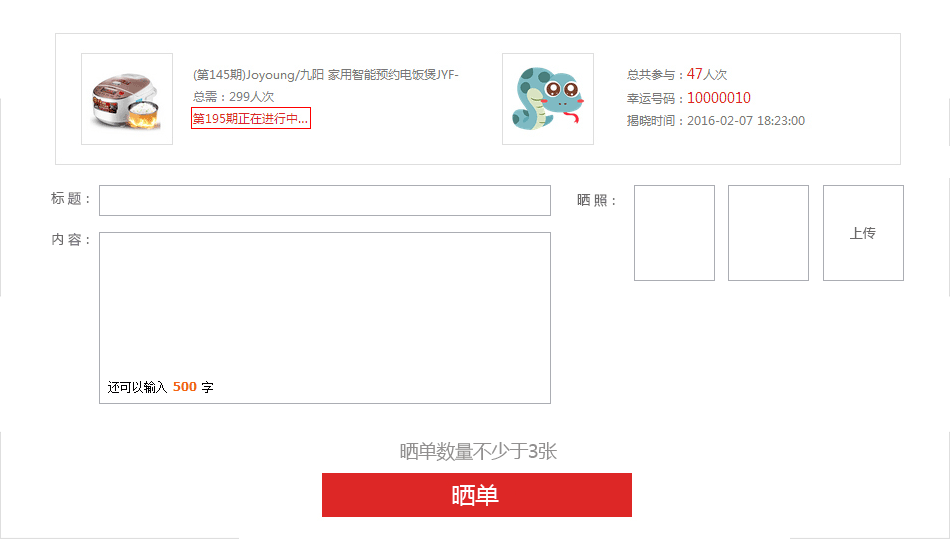 (第145期)Joyoung/九阳 家用智能预约电饭煲JYF-
总需：299人次
第195期正在进行中...
总共参与：47人次
幸运号码：10000010
揭晓时间：2016-02-07 18:23:00
标 题：
晒 照：
上传
内 容：
还可以输入 500 字
晒单数量不少于3张
晒单